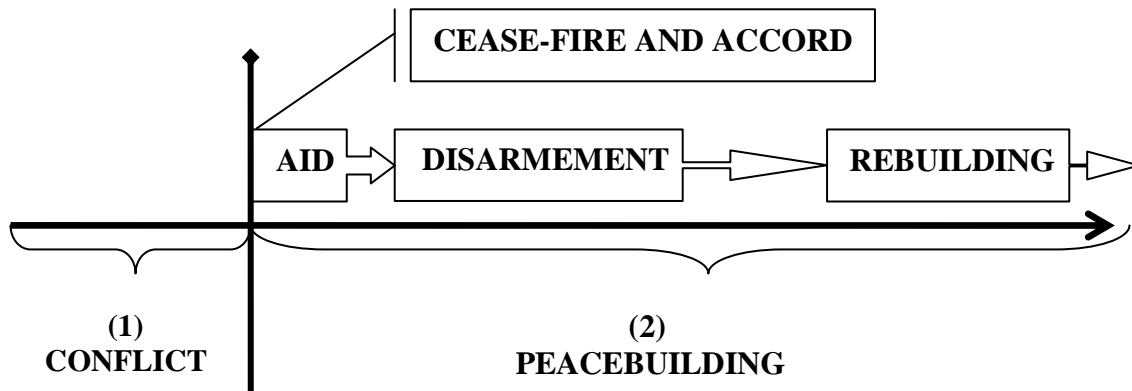 CEASE-FIRE AND ACCORD
AID
DISARMEMENT
REBUILDING
(1)
CONFLICT
(2)
PEACEBUILDING